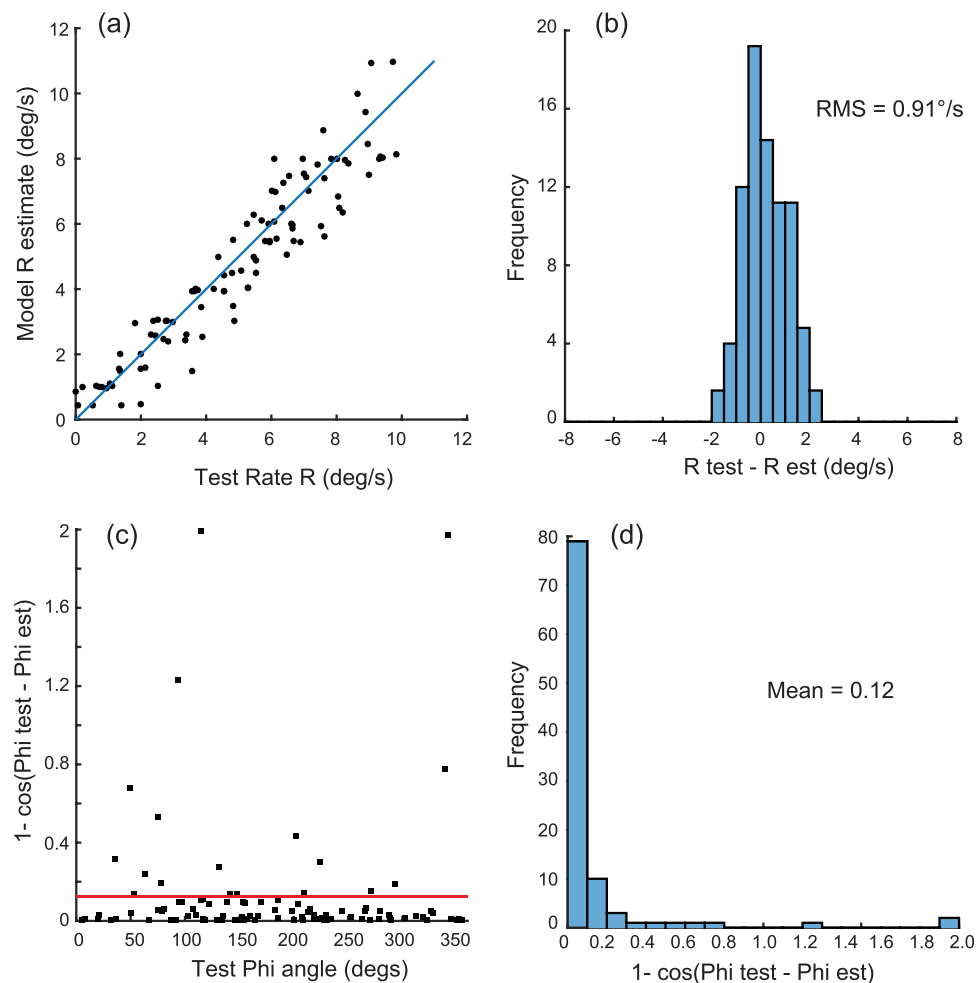 (a)
12
10
8
6
4
2
0
Model R estimate (deg/s)
0 2 4 6 8 10 12
Test Rate R (deg/s)
(b)
20
16
12
8
4
0
Frequency
RMS = 0.91°/s
-8 -6 -4 -2 0 2 4 6 8
R test - R est (deg/s)
(c)
2
1.6
1.2
0.8
0.4
0
1- cos(Phi test - Phi est)
0 50 100 150 200 250 300 350
Test Phi angle (degs)
(d)
80
70
60
50
40
30
20
10
0
Frequency
Mean = 0.12
0 0.2 0.4 0.6 0.8 1.0 1.2 1.4 1.6 1.8 2.0
1- cos(Phi test - Phi est)